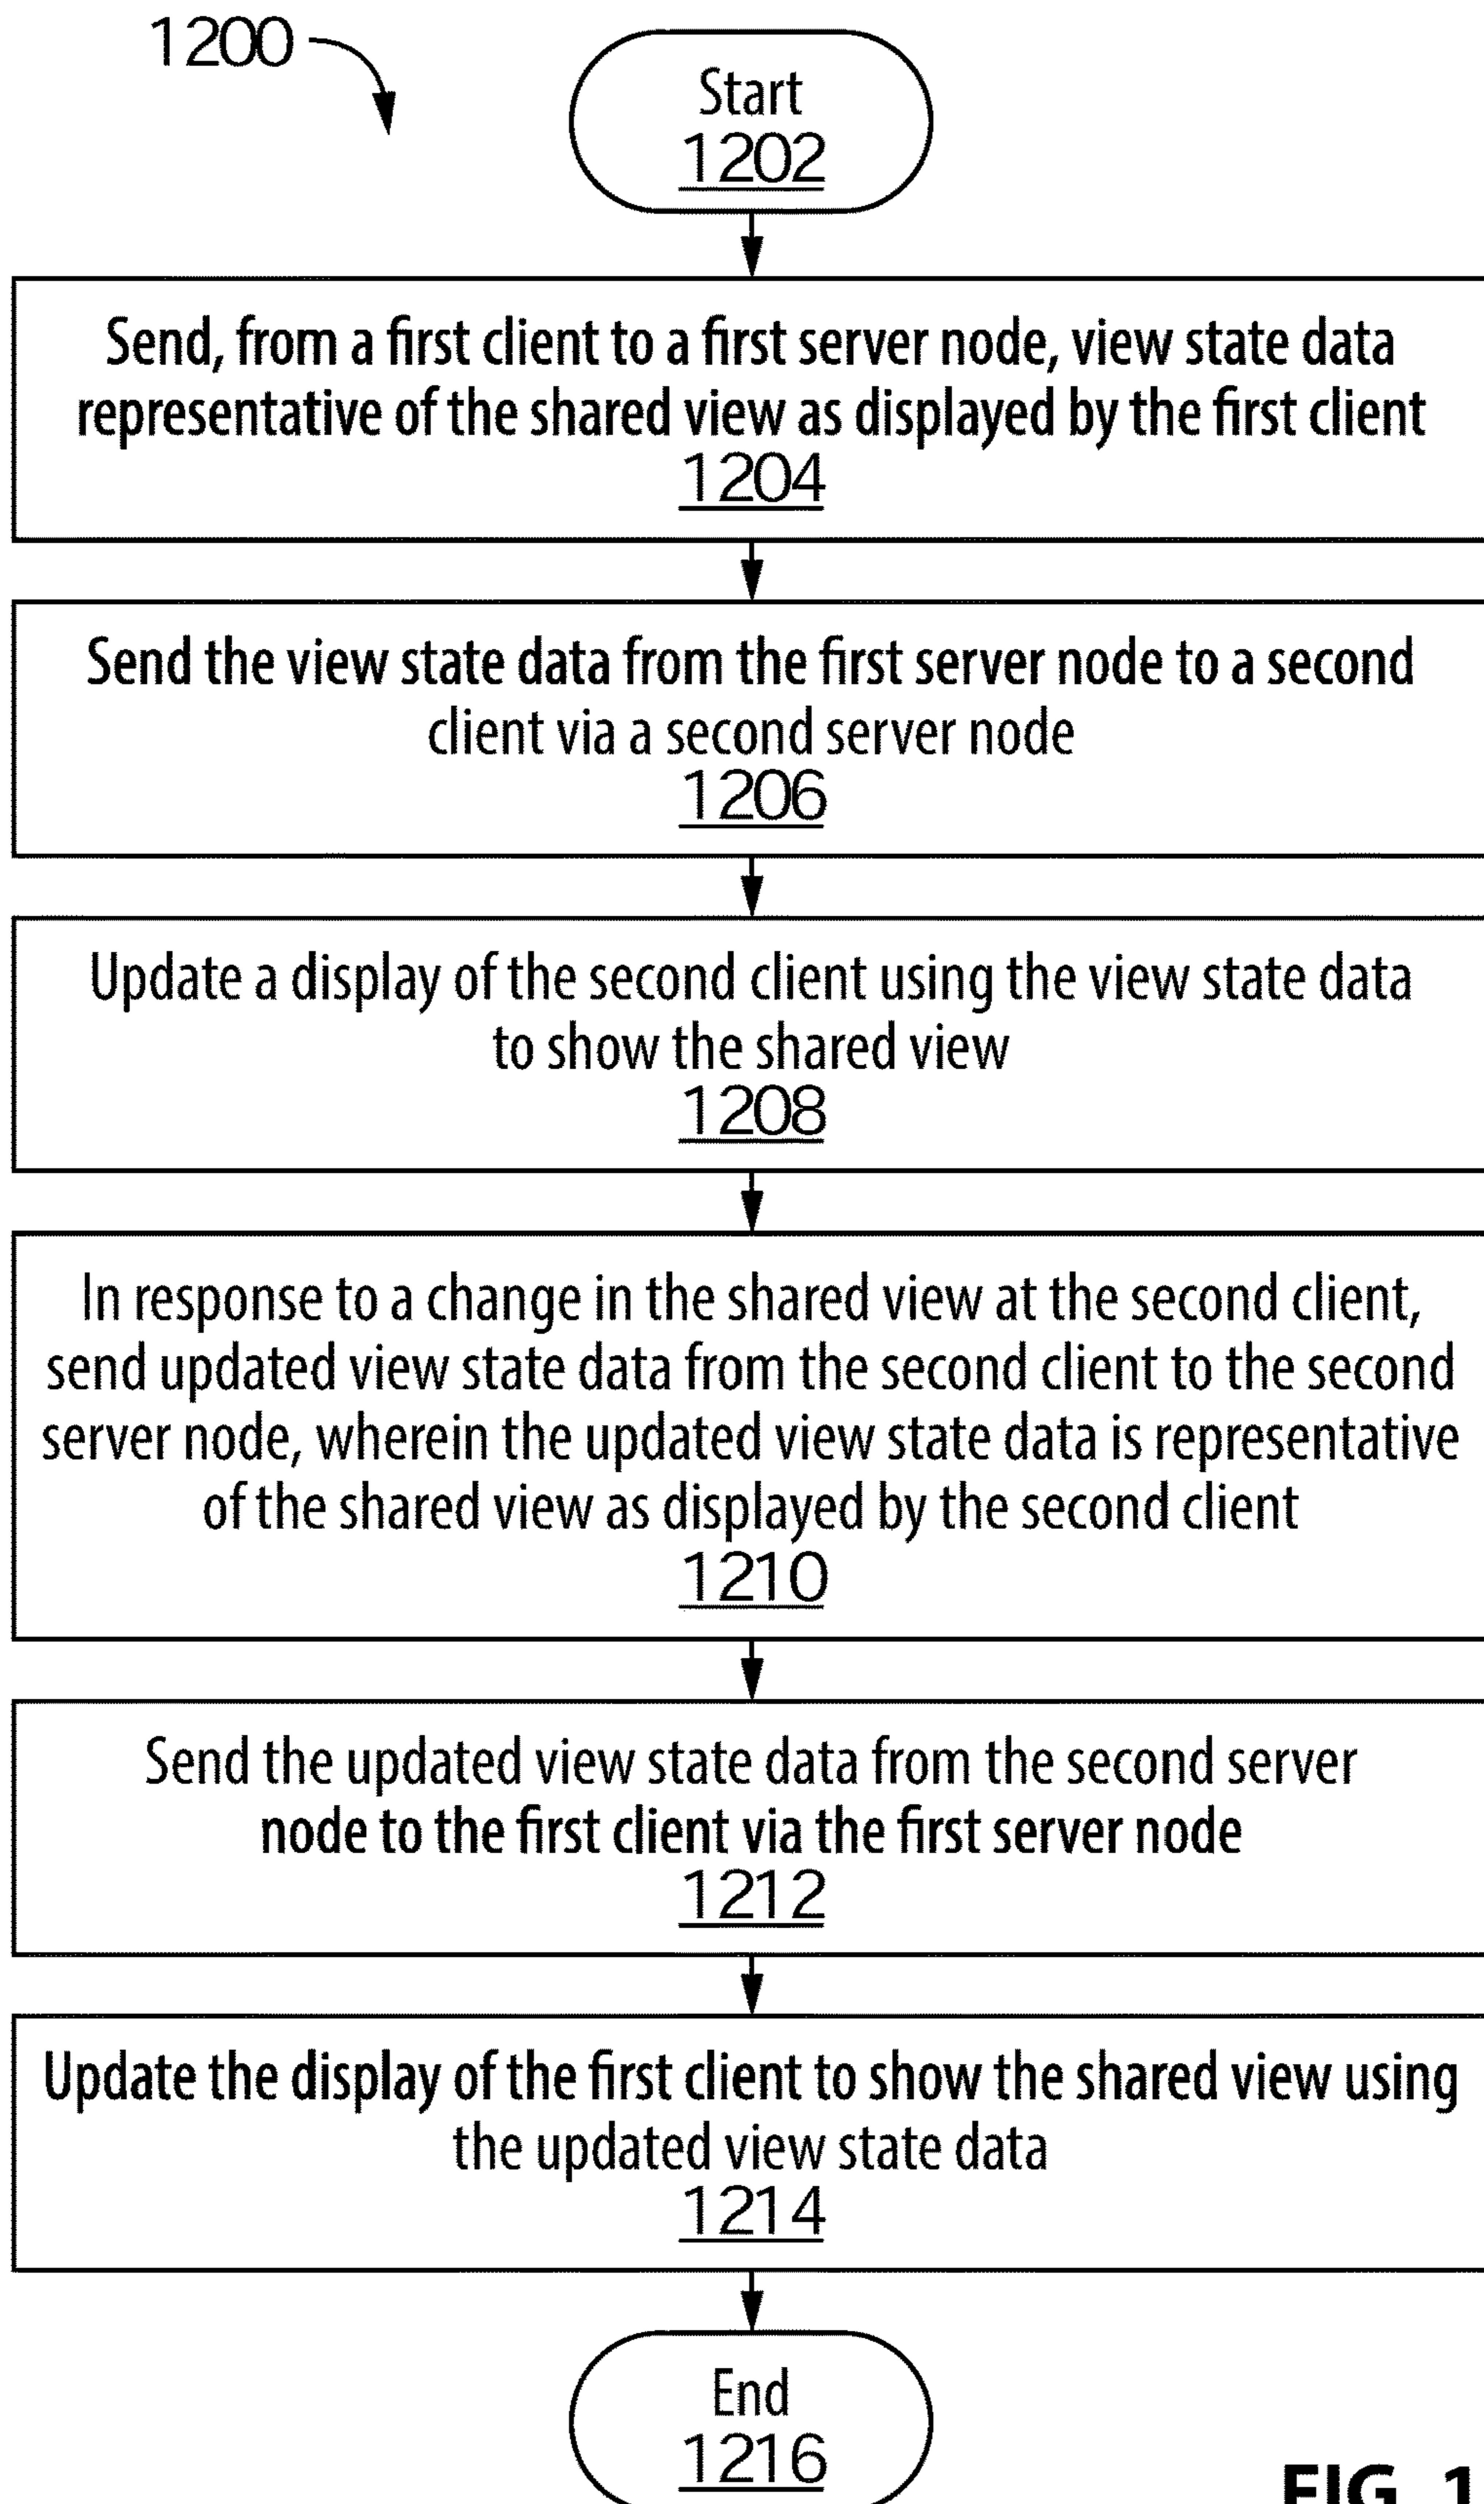 1200
Start
1202
Send, from a first client to a first server node, view state data
representative of the shared view as displayed by the first client
1204
Send the view state data from the first server node to a second
client via a second server node
1206
Update a display of the second client using the view state data
to show the shared view
1208
In response to a change in the shared view at the second client,
send updated view state data from the second client to the second
server node, wherein the updated view state data is representative
of the shared view as displayed by the second client
1210
Send the updated view state data from the second server
node to the first client via the first server node
1212
Update the display of the first client to show the shared view using
the updated view state data
1214
End
1216
FIG. 1